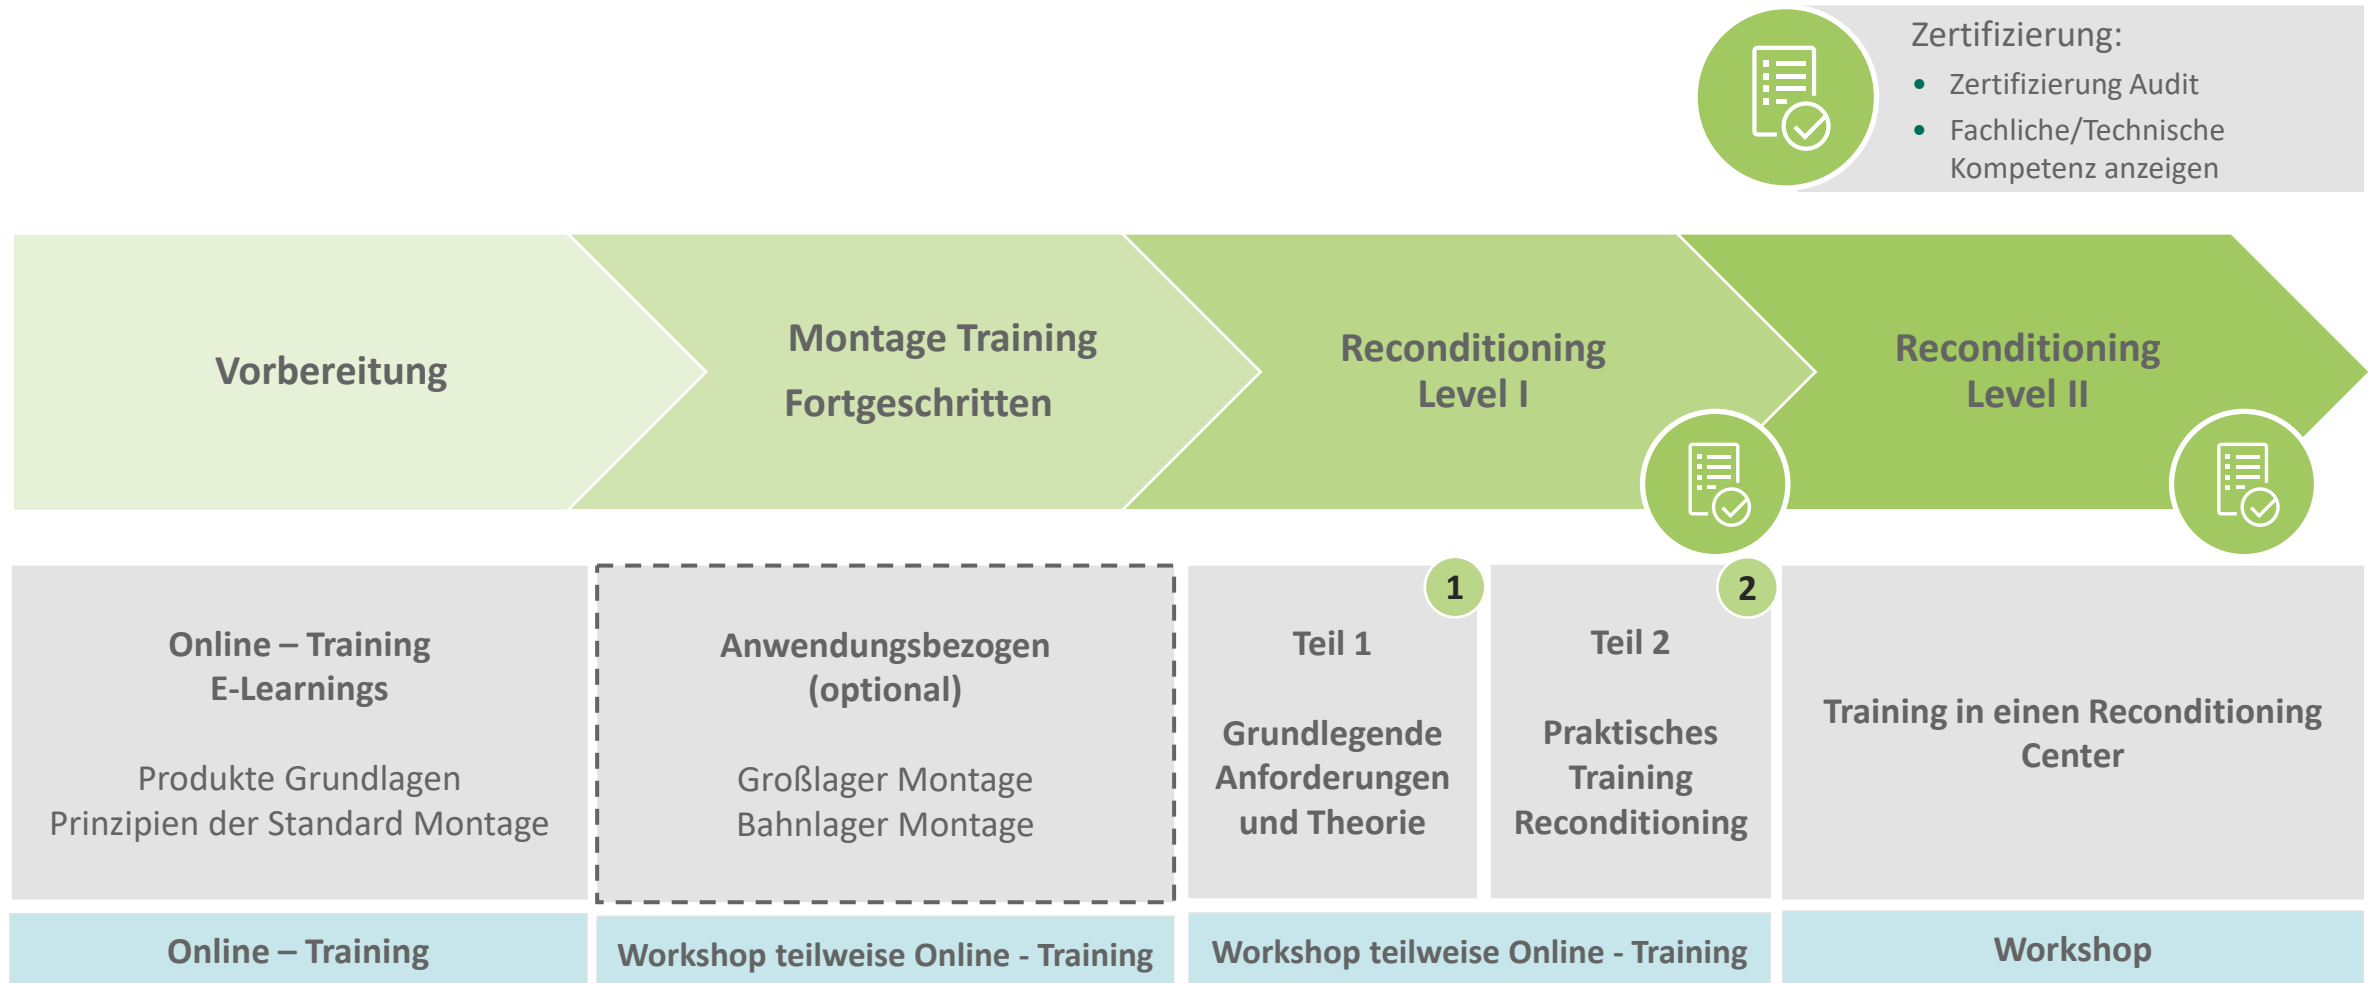 Zertifizierung:
• Zertifizierung Audit
• Fachliche/Technische
Kompetenz anzeigen
Vorbereitung
Montage Training
Fortgeschritten
Reconditioning
Level I
Reconditioning
Level II
Online – Training
E-Learnings
Produkte Grundlagen
Prinzipien der Standard Montage
Anwendungsbezogen
(optional)
Großlager Montage
Bahnlager Montage
1
Teil 1
Grundlegende
Anforderungen
und Theorie
2
Teil 2
Praktisches
Training
Reconditioning
Training in einen Reconditioning
Center
Online – Training
Workshop teilweise Online - Training
Workshop teilweise Online - Training
Workshop